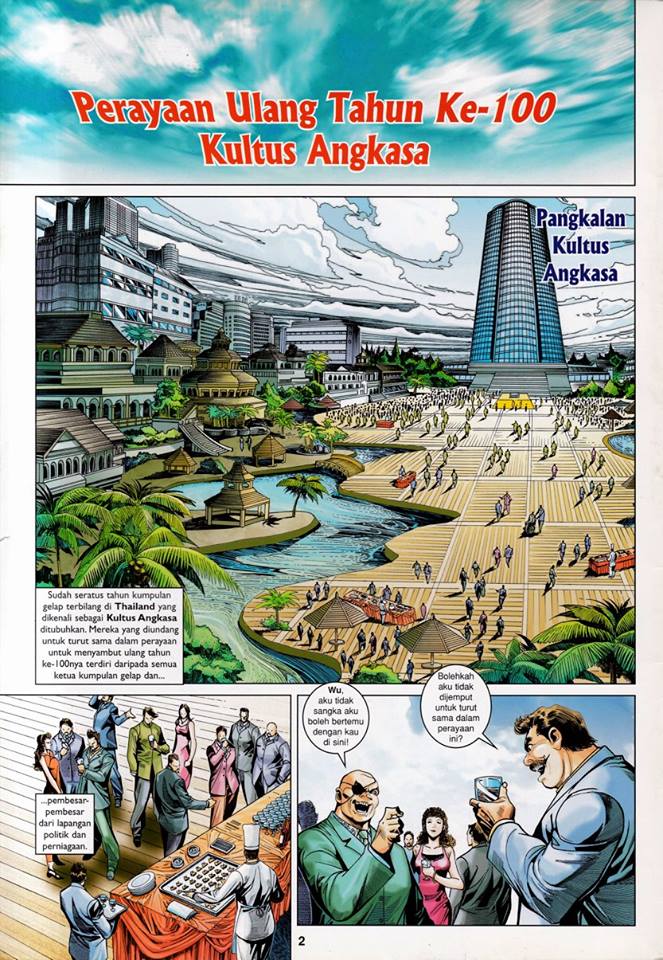 Perayaan Ulang Tahun Ke-100
Kultus Angkasa
Pangkalan
Kultus
Angkasa
Sudah seratus tahun kumpulan
gelap terbilang di Thailand yang
dikenali sebagai Kultus Angkasa
ditubuhkan. Mereka yang diundang
untuk turut sama dalam perayaan
untuk menyambut ulang tahun
ke-100nya terdiri daripada semua
ketua kumpulan gelap dan...
...pembesar-
pembesar
dari lapangan
politik dan
perniagaan.
Wu,
aku tidak
sangka aku
boleh bertemu
dengan kau
di sini!
Bolehkah
aku tidak
dijemput
untuk turut
sama dalam
perayaan
ini?
2